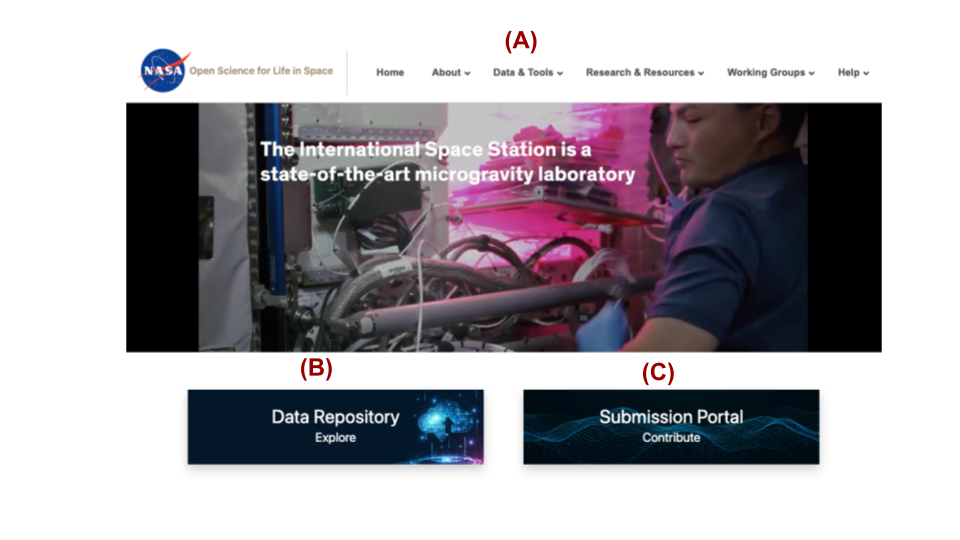 (A)
NASA
Open Science for Life in Space
Home
About
Data & Tools
Research & Resources
Working Groups
Help
The International Space Station is a
state-of-the-art microgravity laboratory
(B)
(C)
Data Repository
Explore
Submission Portal
Contribute